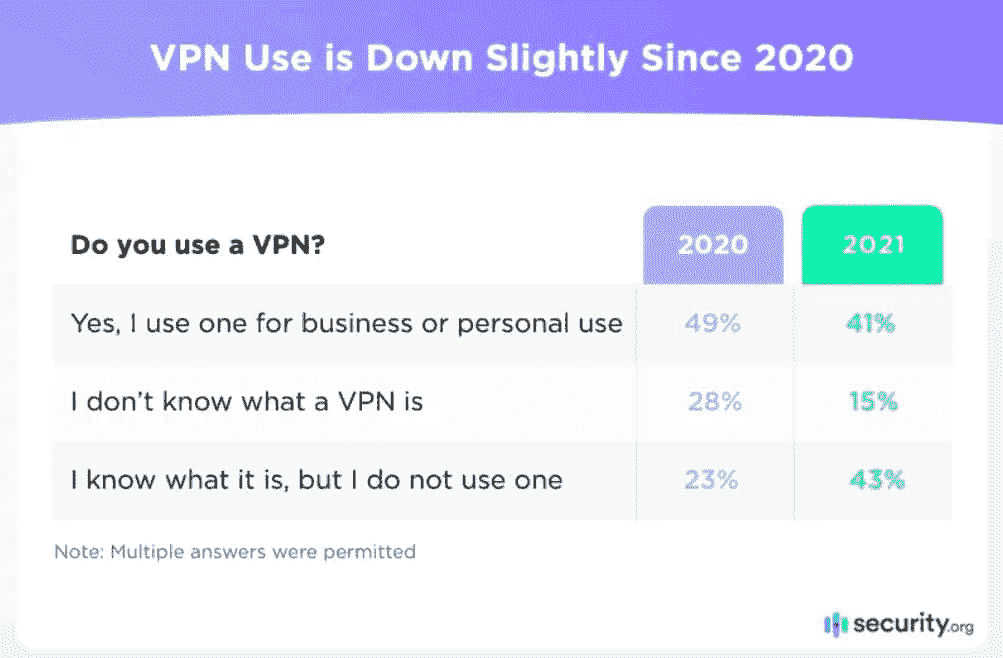 VPN Use is Down Slightly Since 2020
Do you use a VPN? 2020 2021
Yes, I use one for business or personal use 49% 41%
I don't know what a VPN is 28% 15%
I know what it is, but I do not use one 23% 43%
Note: Multiple answers were permitted
security.org